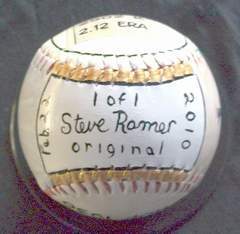 2.12 ERA
Feb. 22
1 of 1
Steve Ramer
original
2010